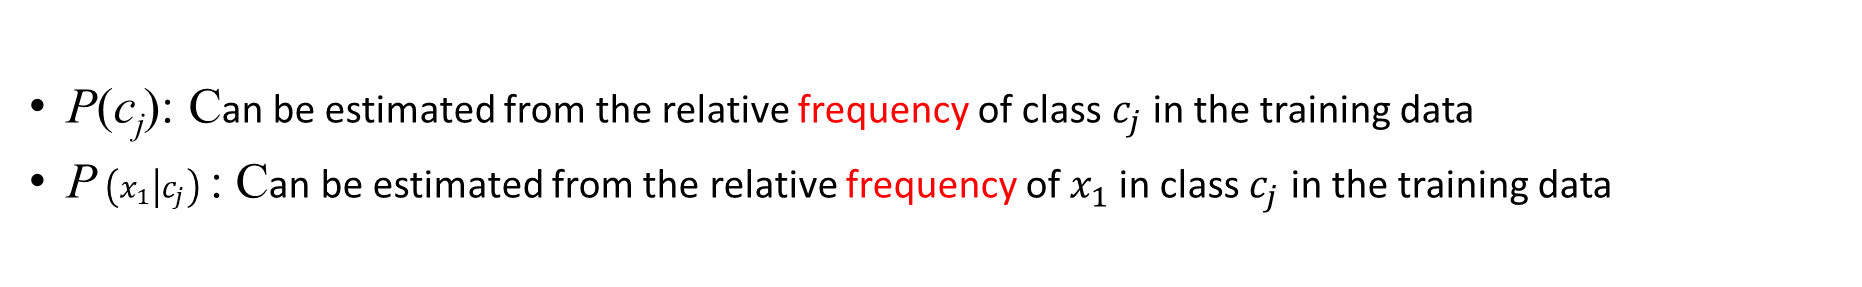 • P(cⱼ): Can be estimated from the relative frequency of class cⱼ in the training data
• P (x₁|cⱼ) : Can be estimated from the relative frequency of x₁ in class cⱼ in the training data